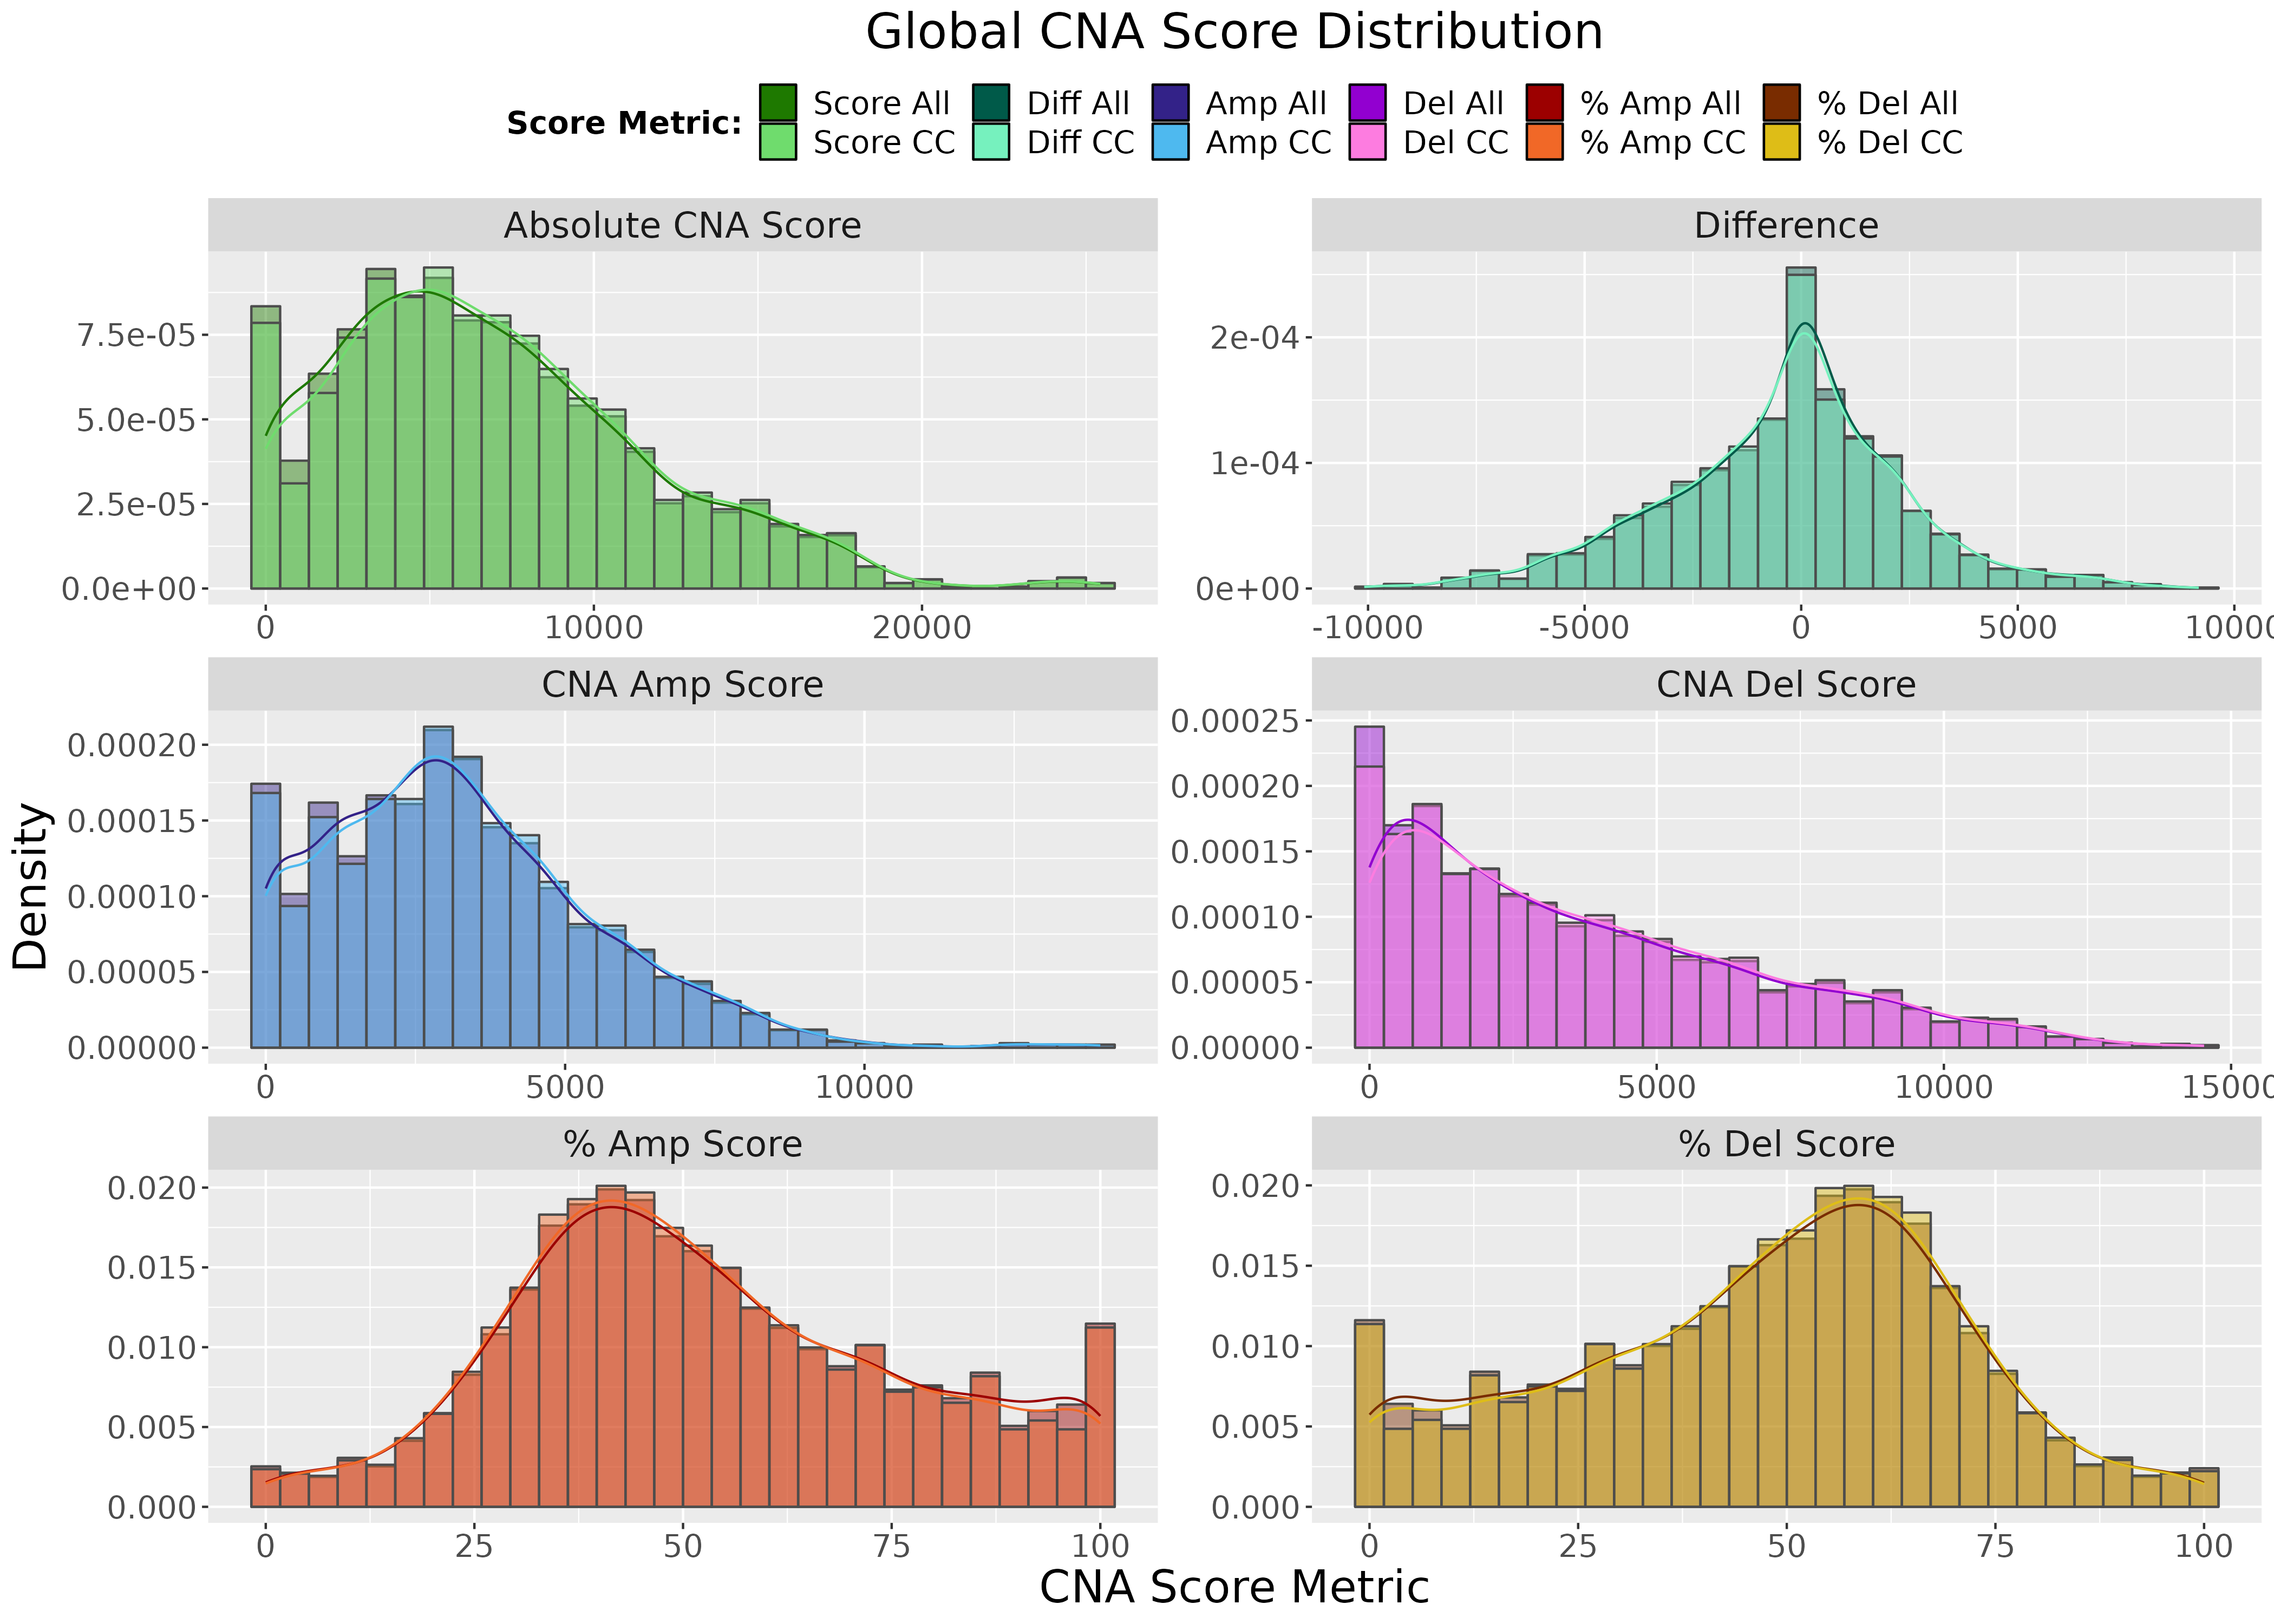 Global CNA Score Distribution
Score Metric:
Score All Diff All Amp All Del All % Amp All % Del All
Score CC Diff CC Amp CC Del CC % Amp CC % Del CC
Absolute CNA Score
7.5e-05
5.0e-05
2.5e-05
0.0e+00
0 10000 20000
Difference
2e-04
1e-04
0e+00
-10000 -5000 0 5000 10000
CNA Amp Score
0.00020
0.00015
0.00010
0.00005
0.00000
0 5000 10000
CNA Del Score
0.00025
0.00020
0.00015
0.00010
0.00005
0.00000
0 5000 10000 15000
% Amp Score
0.020
0.015
0.010
0.005
0.000
0 25 50 75 100
% Del Score
0.020
0.015
0.010
0.005
0.000
0 25 50 75 100
Density
CNA Score Metric